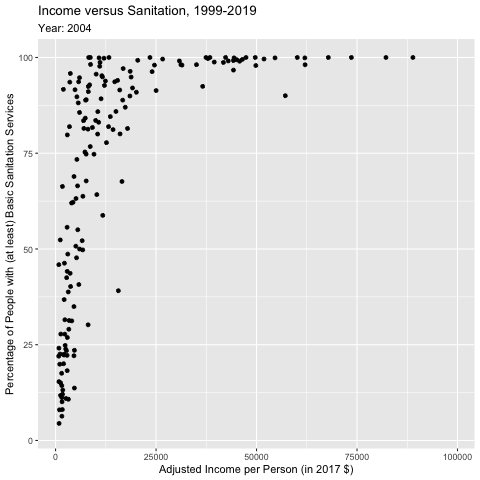 Income versus Sanitation, 1999-2019
Year: 2004
Percentage of People with (at least) Basic Sanitation Services
100
75
50
25
0
0 25000 50000 75000 100000
Adjusted Income per Person (in 2017 $)